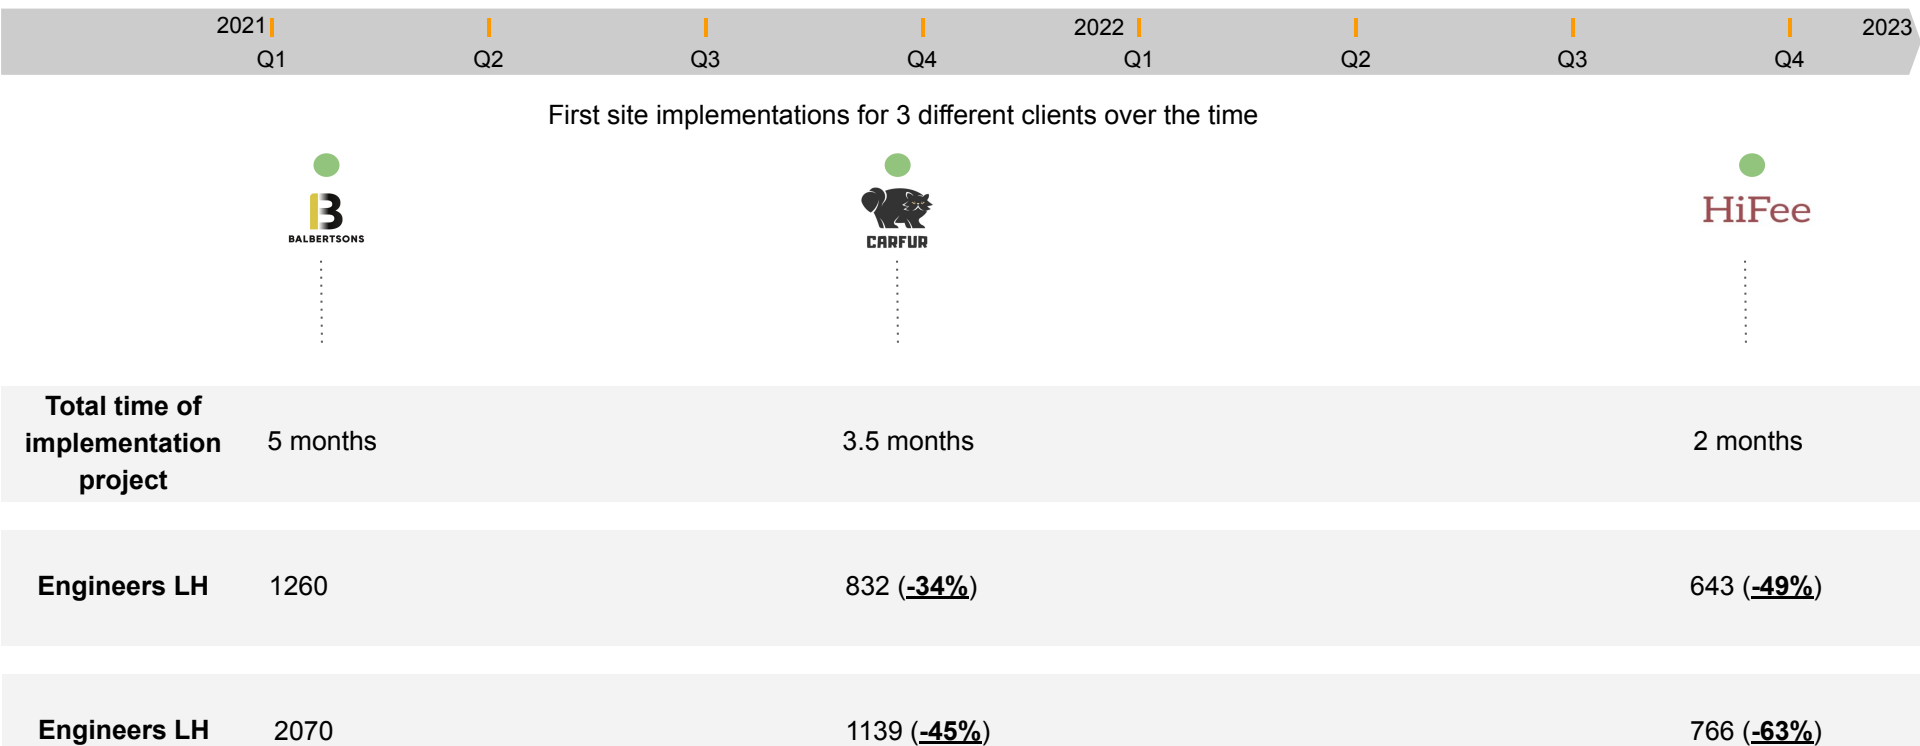 2021 2022 2023
Q1 Q2 Q3 Q4 Q1 Q2 Q3 Q4
First site implementations for 3 different clients over the time
B HiFee
BALBERTSONS CARFUR
Total time of
implementation 5 months 3.5 months 2 months
project
Engineers LH 1260 832 (-34%) 643 (-49%)
Engineers LH 2070 1139 (-45%) 766 (-63%)